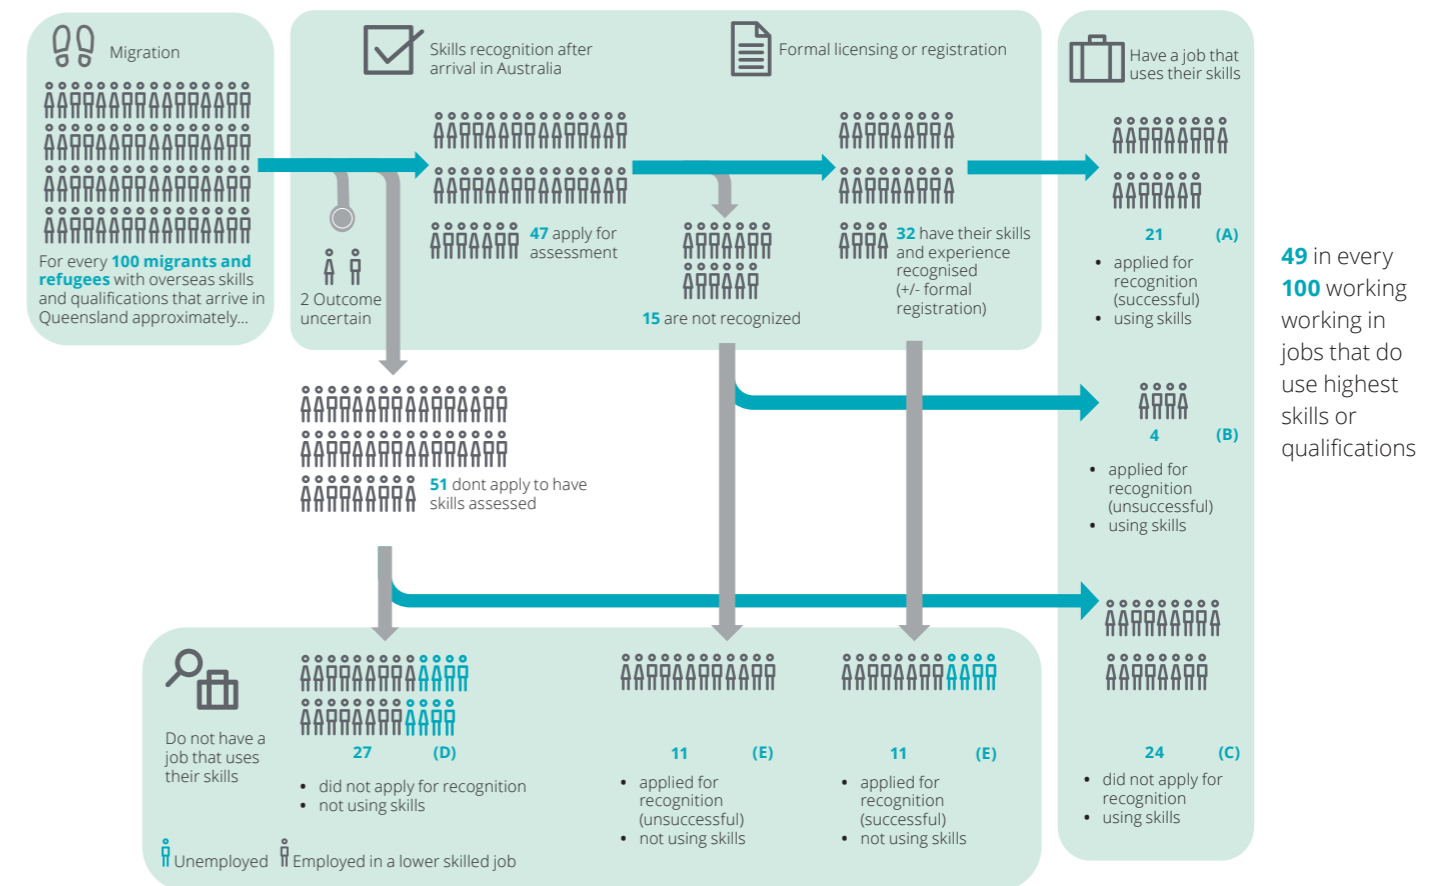 Migration
For every 100 migrants and
refugees with overseas skills
and qualifications that arrive in
Queensland approximately...
Skills recognition after
arrival in Australia
2 Outcome
uncertain
47 apply for
assessment
51 dont apply to have
skills assessed
Formal licensing or registration
15 are not recognized
32 have their skills
and experience
recognised
(+/- formal
registration)
Have a job that
uses their skills
21 (A)
• applied for
recognition
(successful)
• using skills
4 (B)
• applied for
recognition
(unsuccessful)
• using skills
24 (C)
• did not apply for
recognition
• using skills
49 in every
100 working
working in
jobs that do
use highest
skills or
qualifications
Do not have a
job that uses
their skills
27 (D)
• did not apply for recognition
• not using skills
11 (E)
• applied for
recognition
(unsuccessful)
• not using skills
11 (E)
• applied for
recognition
(successful)
• not using skills
Unemployed
Employed in a lower skilled job